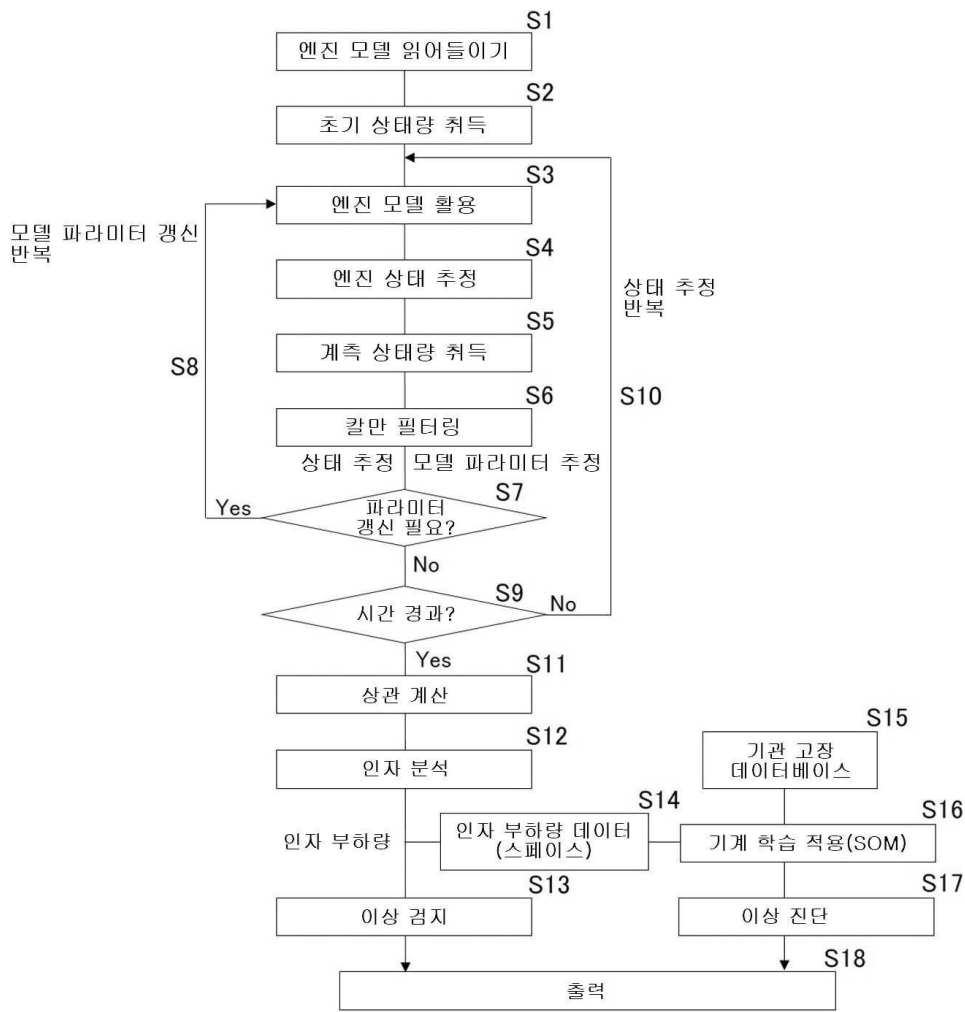 S1
엔진 모델 읽어들이기
S2
초기 상태량 취득
S3
엔진 모델 활용
모델 파라미터 갱신
반복
S4
엔진 상태 추정
상태 추정
반복
S5
계측 상태량 취득
S8
S10
S6
칼만 필터링
상태 추정 모델 파라미터 추정
S7
Yes
파라미터
갱신 필요?
No
S9
시간 경과?
No
Yes
S11
상관 계산
S12
인자 분석
S15
기관 고장
데이터베이스
S14
인자 부하량
인자 부하량 데이터
(스페이스)
S16
기계 학습 적용(SOM)
S13
이상 검지
S17
이상 진단
S18
출력